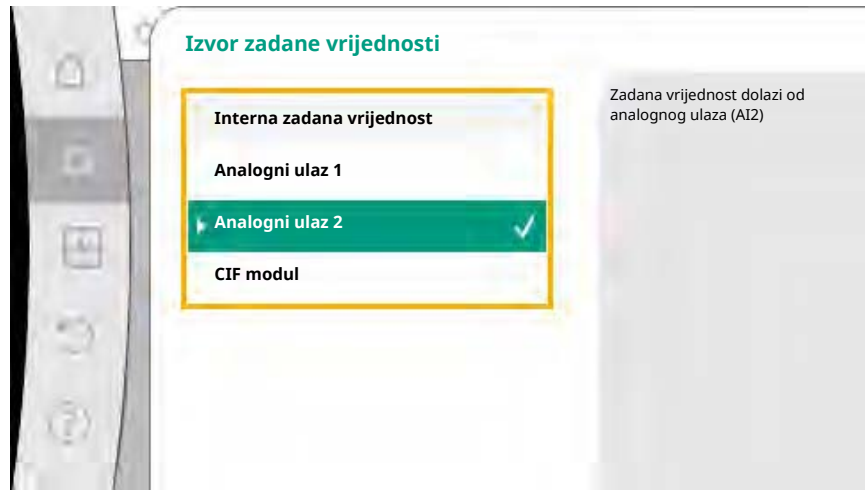 Izvor zadane vrijednosti
Interna zadana vrijednost
Analogni ulaz 1
Analogni ulaz 2
CIF modul
Zadana vrijednost dolazi od
analognog ulaza (AI2)